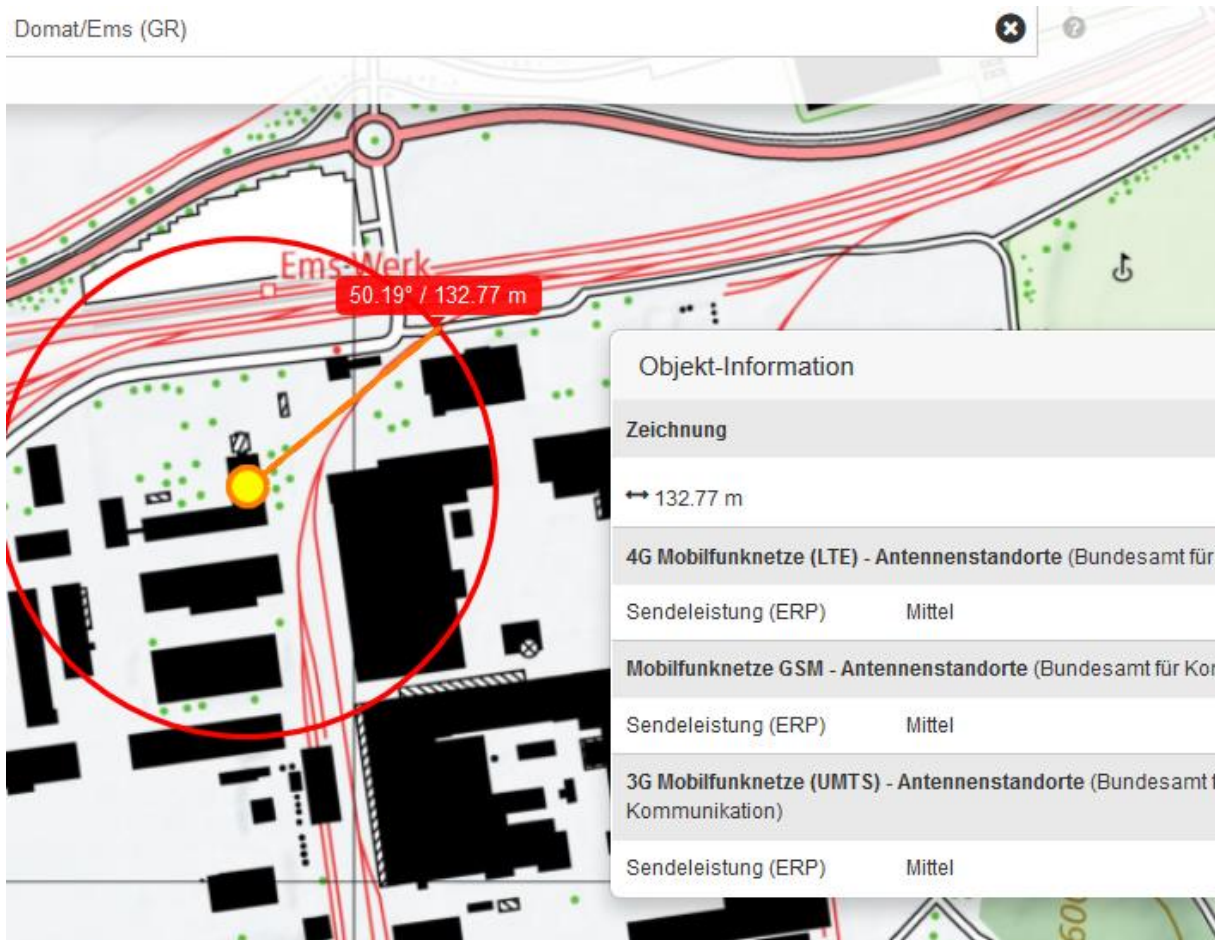 Domat/Ems (GR)
Ems Werk
50.19° / 132.77 m
Objekt-Information
Zeichnung
↔ 132.77 m
4G Mobilfunknetze (LTE) - Antennenstandorte (Bundesamt für
Sendeleistung (ERP) Mittel
Mobilfunknetze GSM - Antennenstandorte (Bundesamt für Kor
Sendeleistung (ERP) Mittel
3G Mobilfunknetze (UMTS) - Antennenstandorte (Bundesamt f
Kommunikation)
Sendeleistung (ERP) Mittel